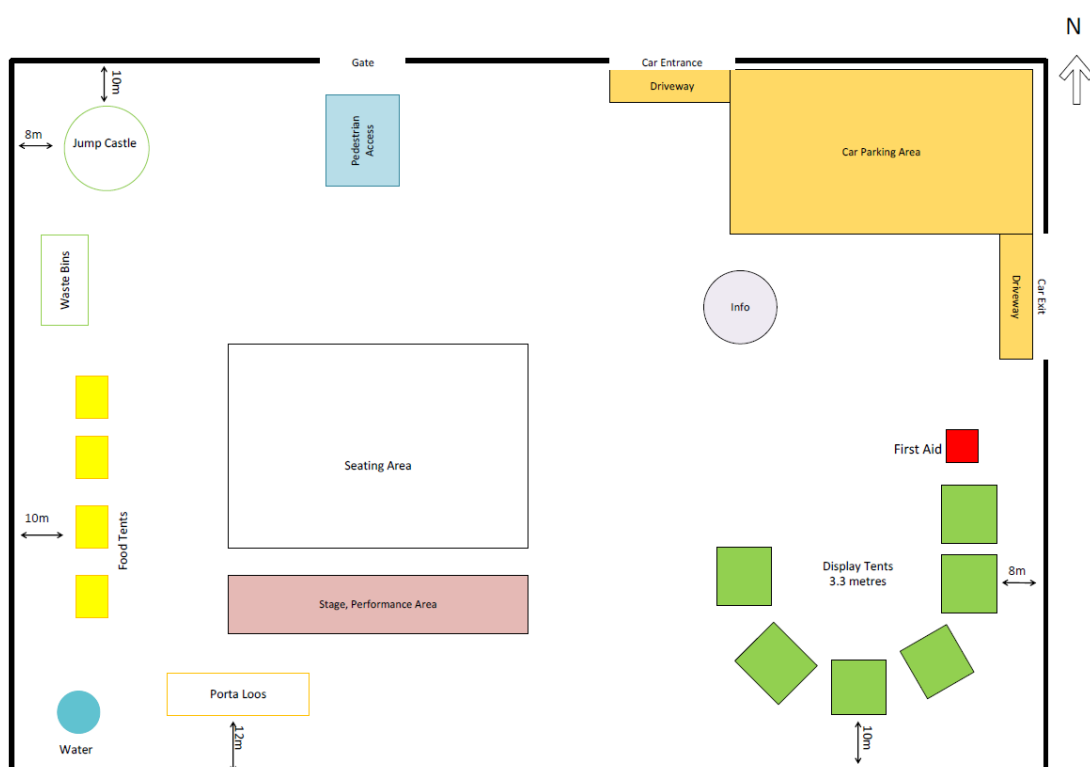 N
Gate
Car Entrance
10m
Driveway
8m
Jump Castle
Pedestrian
Access
Car Parking Area
Waste Bins
Info
Driveway
Car Exit
First Aid
Seating Area
10m
Food Tents
Display Tents
3.3 metres
8m
Stage, Performance Area
Porta Loos
Water
12m
10m